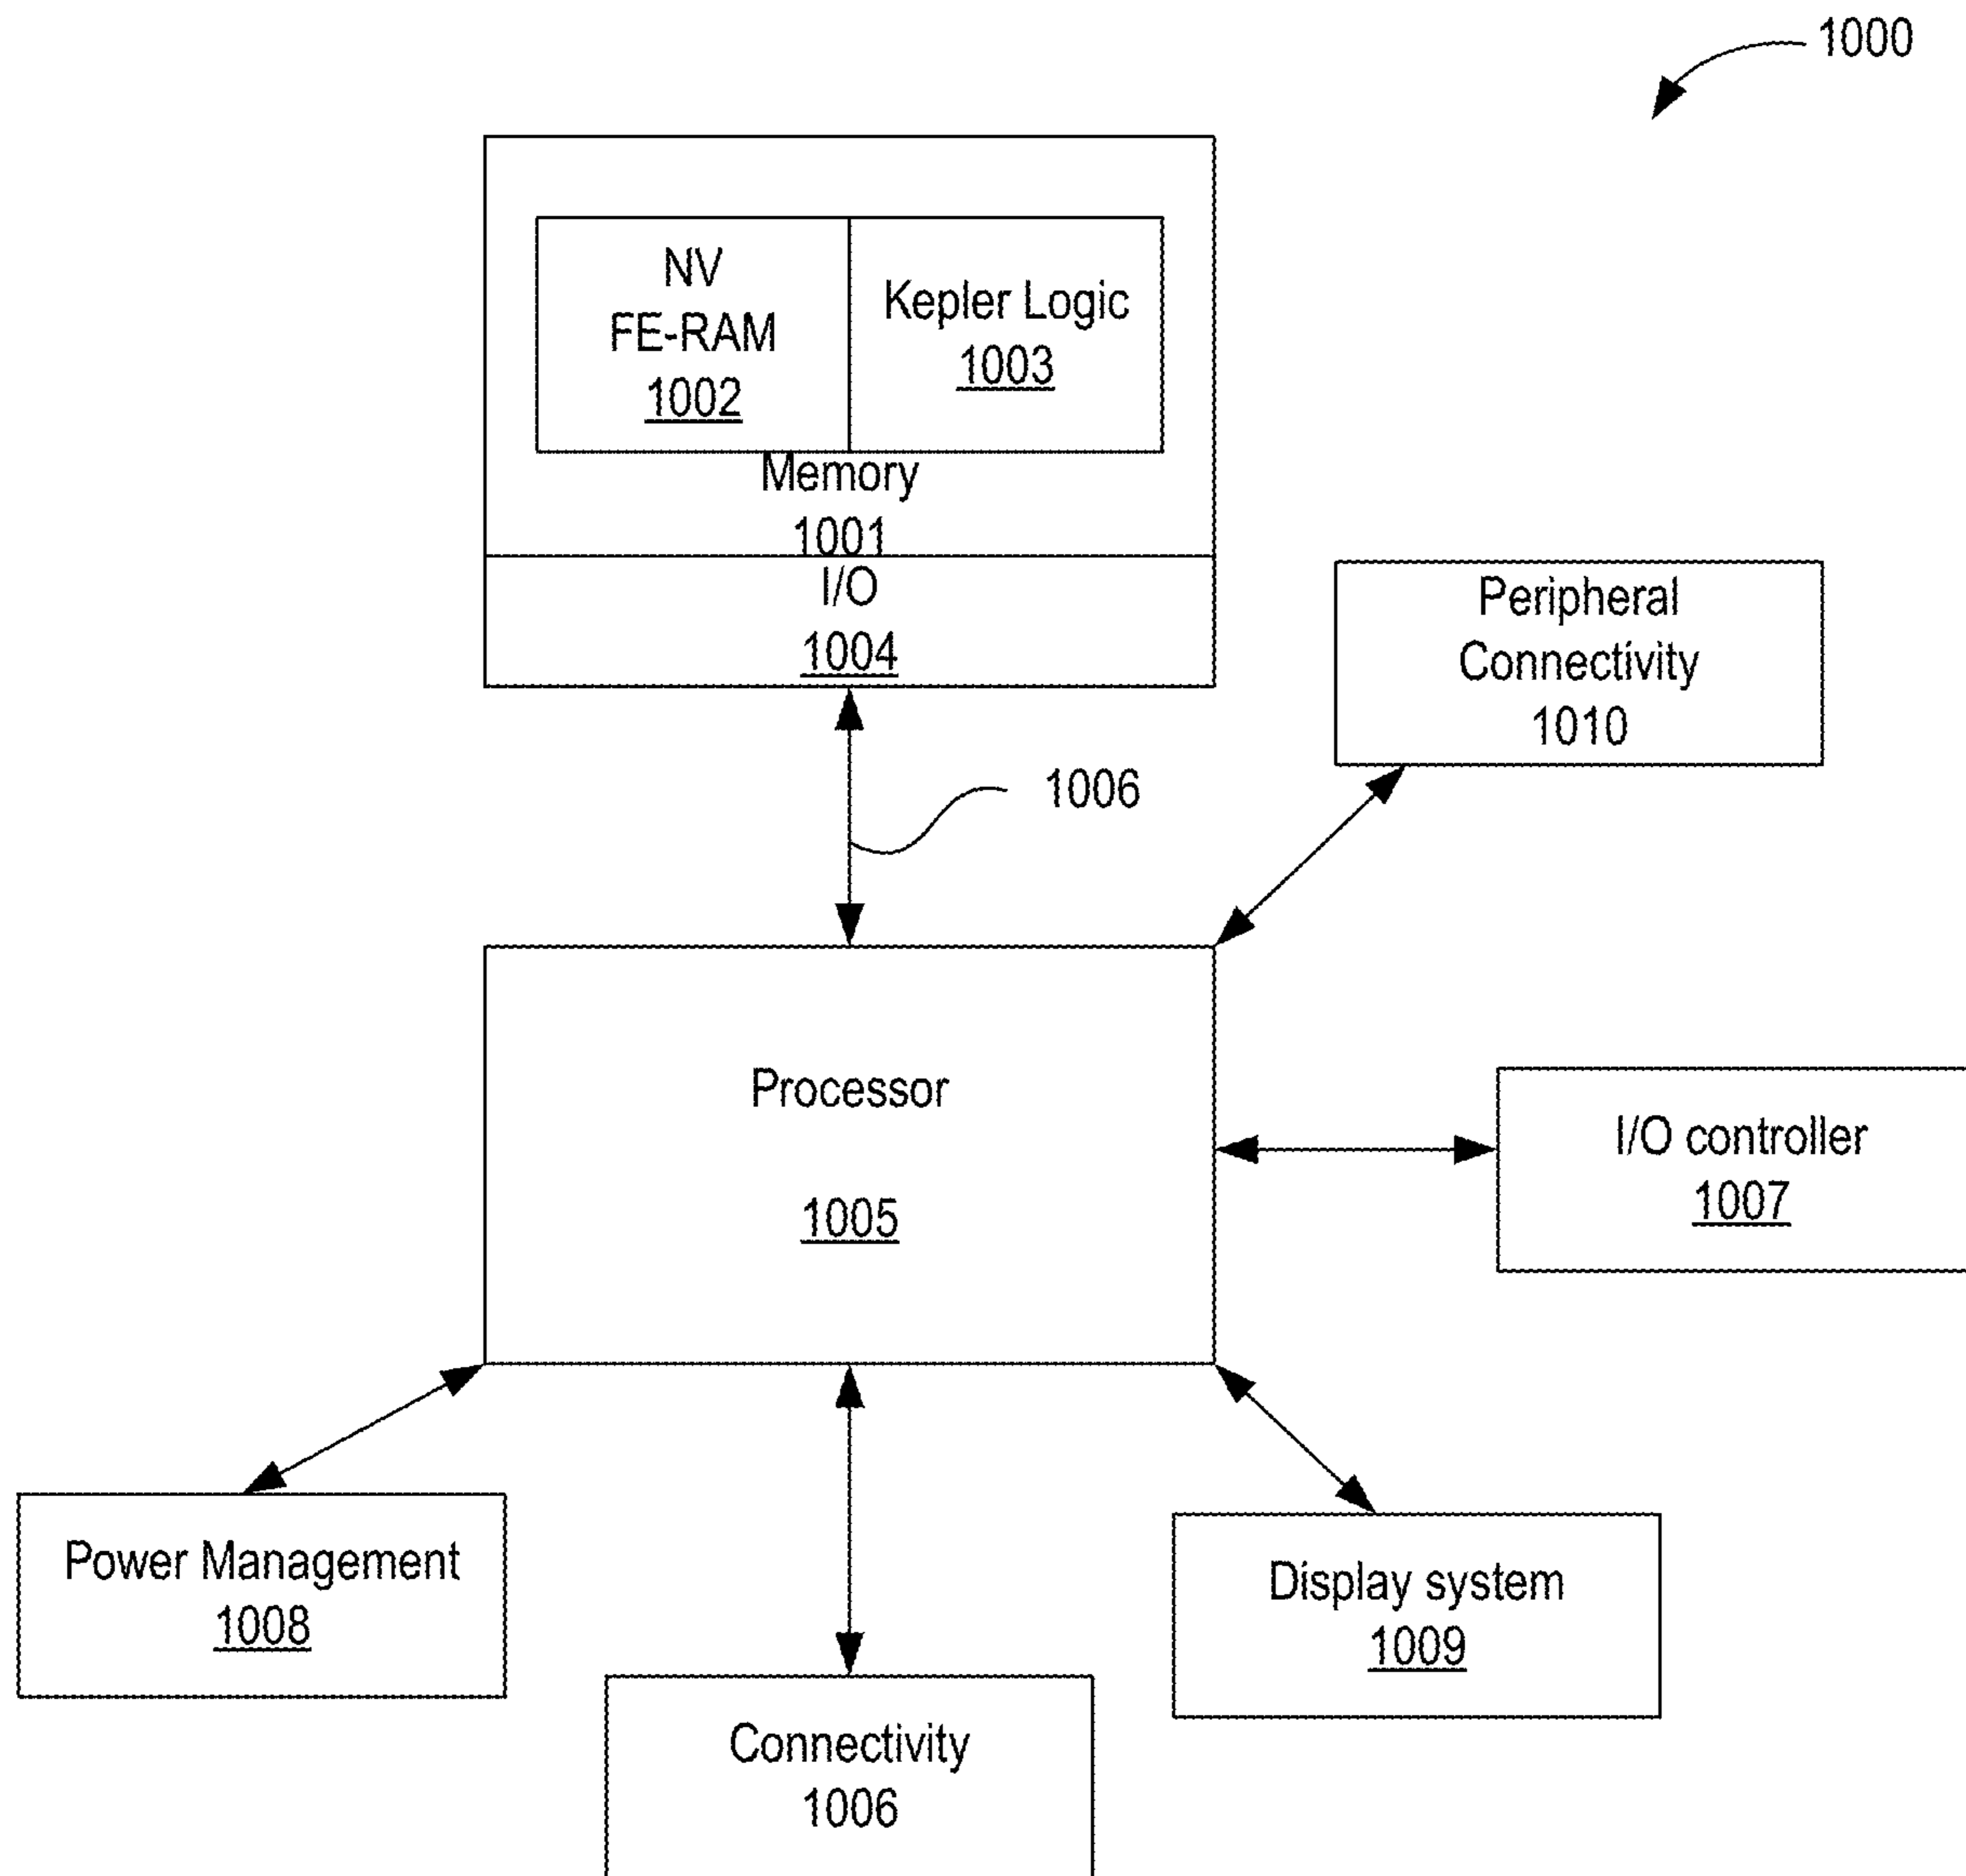 1000
NV
FE-RAM
1002
Kepler Logic
1003
Memory
1001
I/O
1004
Peripheral
Connectivity
1010
1006
Processor
1005
I/O controller
1007
Power Management
1008
Display system
1009
Connectivity
1006